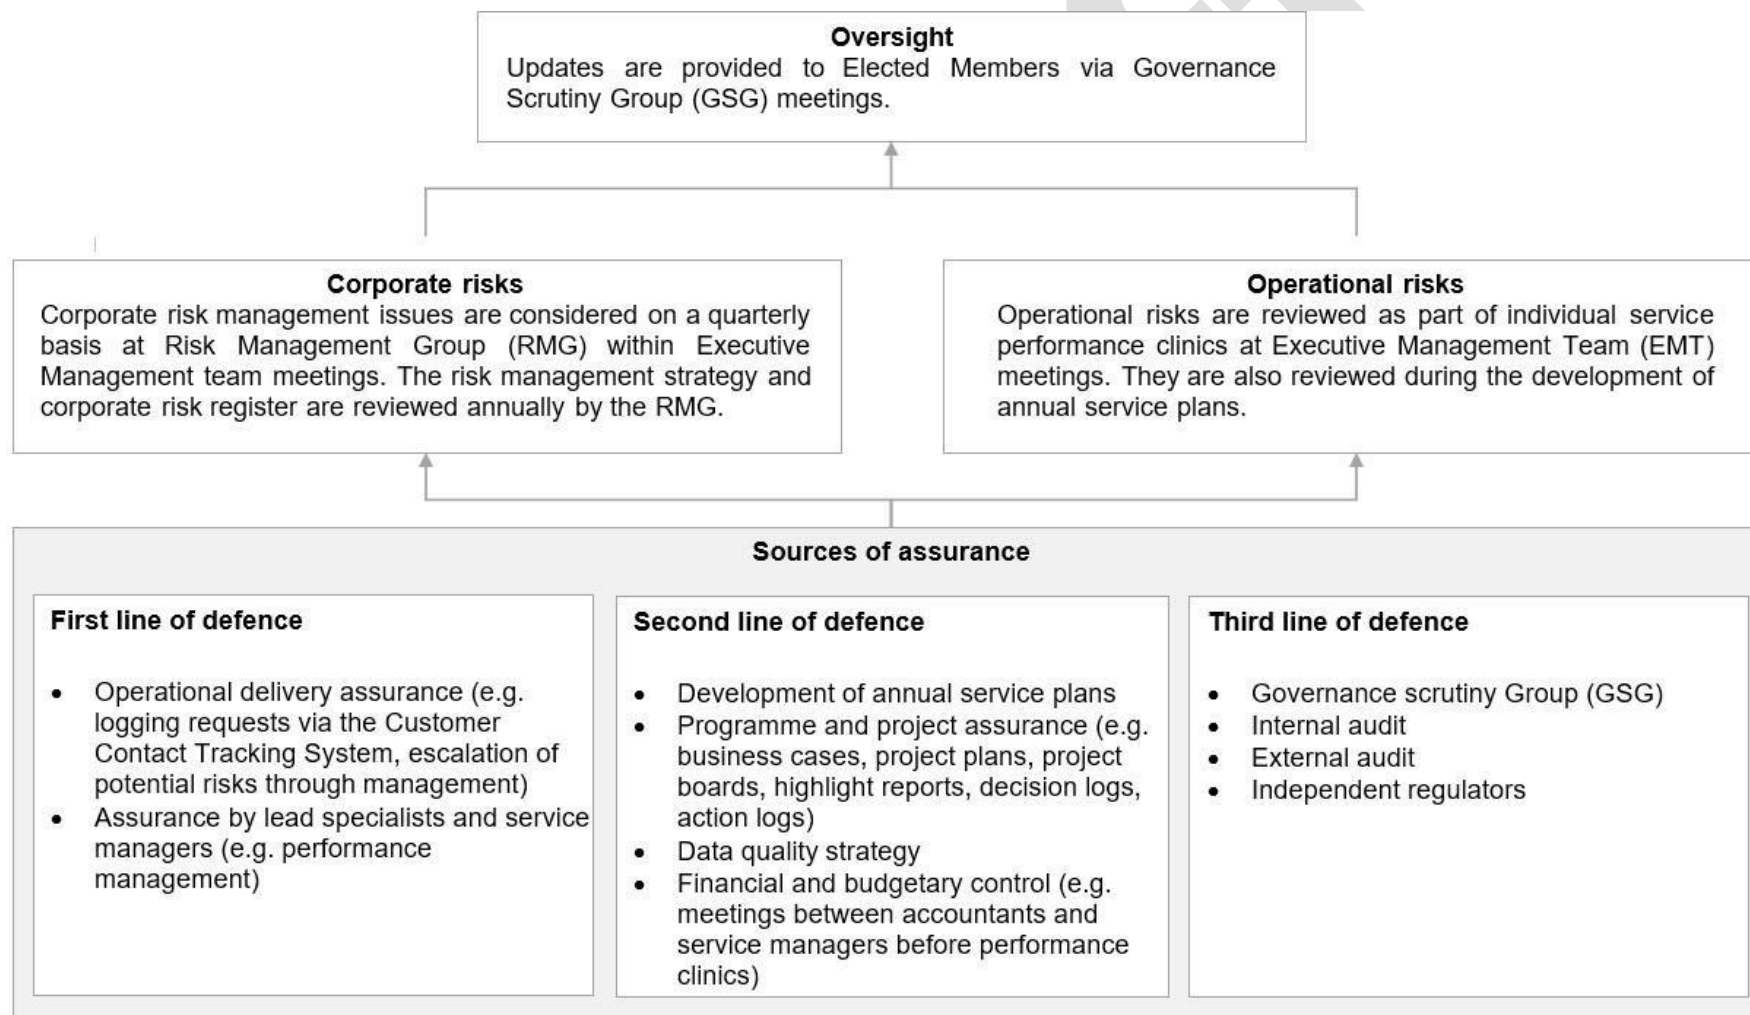 Oversight
Updates are provided to Elected Members via Governance
Scrutiny Group (GSG) meetings.
Corporate risks
Corporate risk management issues are considered on a quarterly
basis at Risk Management Group (RMG) within Executive
Management team meetings. The risk management strategy and
corporate risk register are reviewed annually by the RMG.
Operational risks
Operational risks are reviewed as part of individual service
performance clinics at Executive Management Team (EMT)
meetings. They are also reviewed during the development of
annual service plans.
Sources of assurance
First line of defence
• Operational delivery assurance (e.g.
logging requests via the Customer
Contact Tracking System, escalation of
potential risks through management)
• Assurance by lead specialists and service
managers (e.g. performance
management)
Second line of defence
• Development of annual service plans
• Programme and project assurance (e.g.
business cases, project plans, project
boards, highlight reports, decision logs,
action logs)
• Data quality strategy
• Financial and budgetary control (e.g.
meetings between accountants and
service managers before performance
clinics)
Third line of defence
• Governance scrutiny Group (GSG)
• Internal audit
• External audit
• Independent regulators